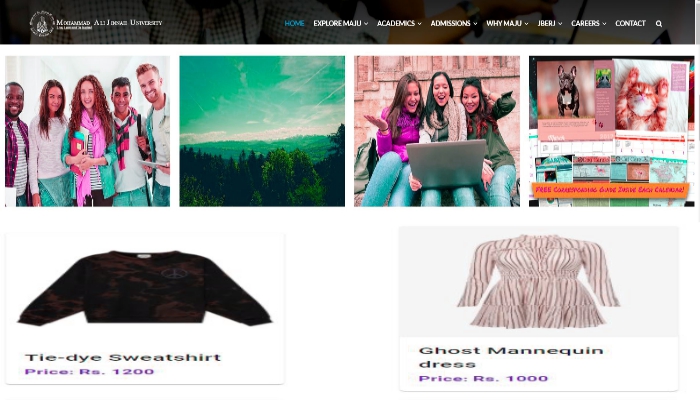 Mohammad Ali Jinnah University
HOME EXPLORE MAJU ACADEMICS ADMISSIONS WHY MAJU JBERJ CAREERS CONTACT
FREE Corresponding Guide Inside Each Calendar!
Tie-dye Sweatshirt
Price: Rs. 1200
Ghost Mannequin
dress
Price: Rs. 1000